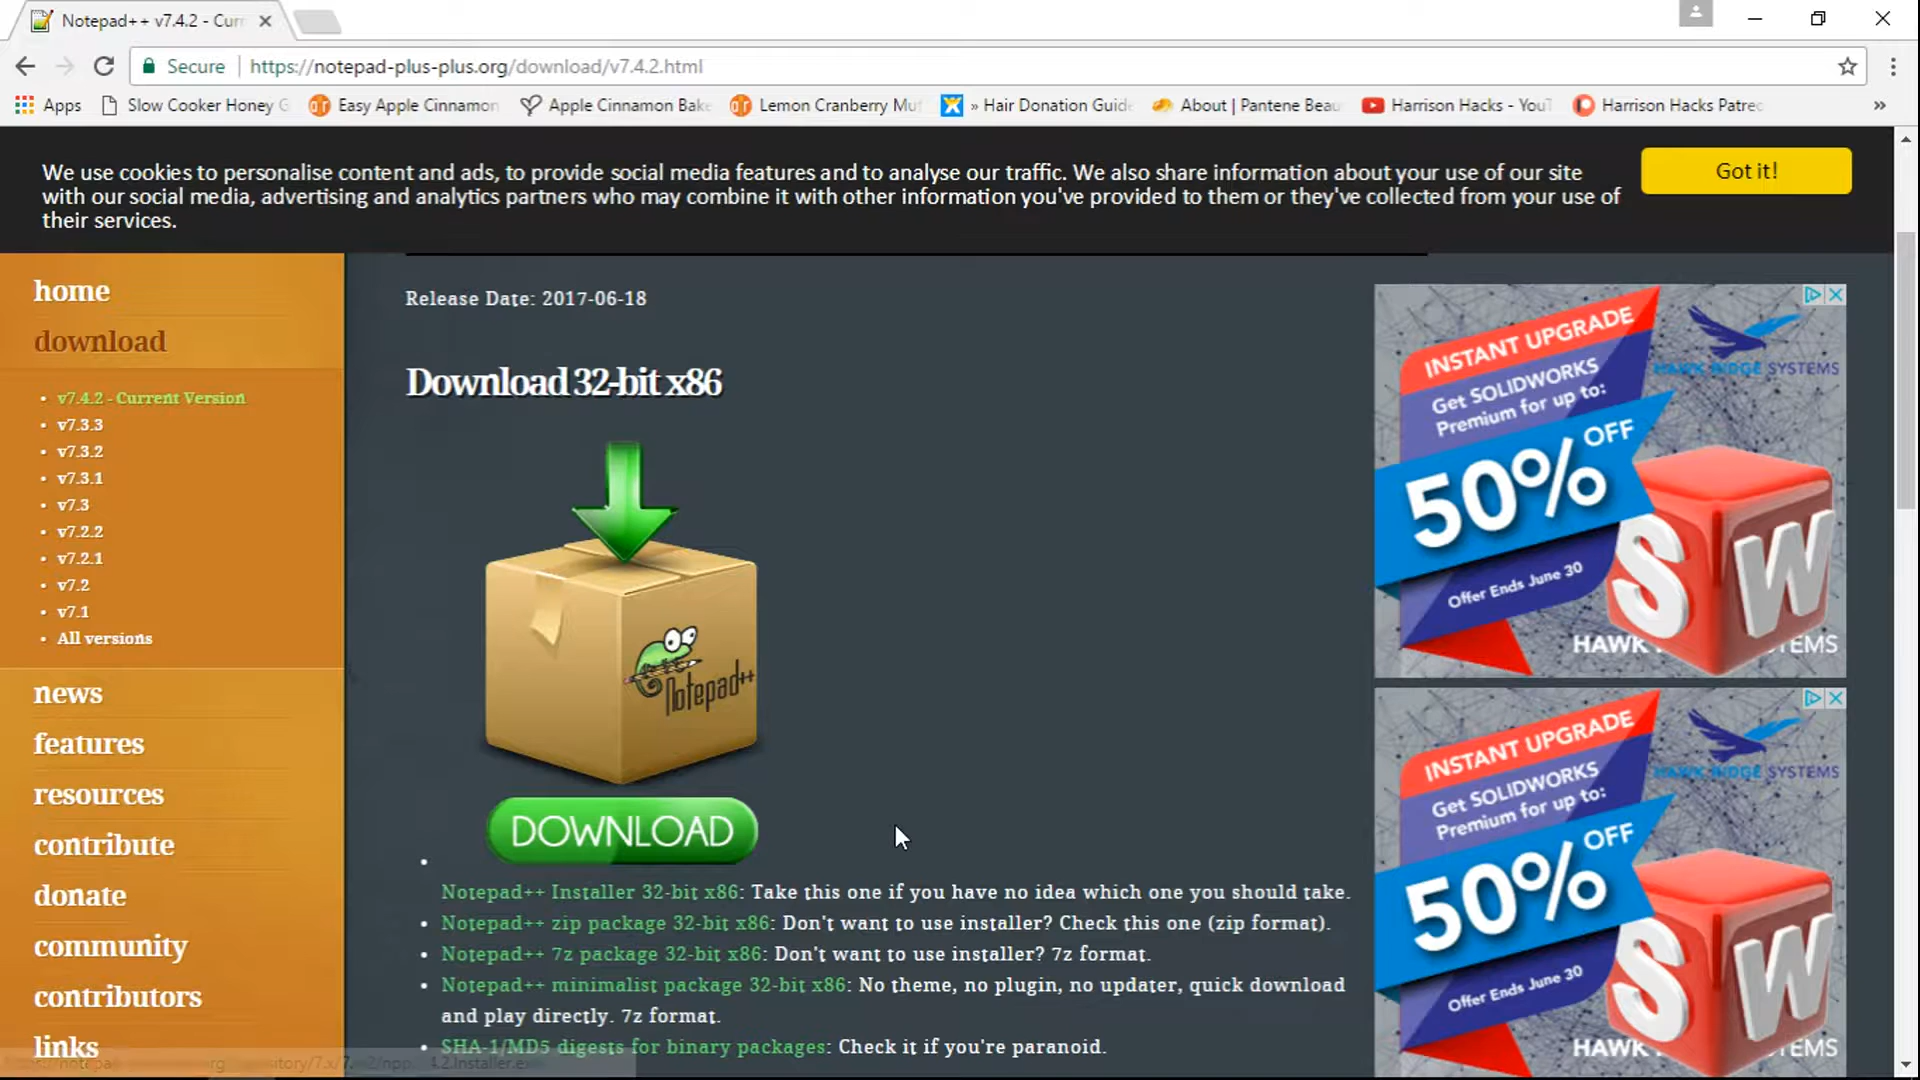 Notepad++ v7.4.2 - Curr
Secure https://notepad-plus-plus.org/download/v7.4.2.html
Apps Slow Cooker Honey G Easy Apple Cinnamon Apple Cinnamon Bake Lemon Cranberry Mu » Hair Donation Guide About | Pantene Beau Harrison Hacks - YouT Harrison Hacks Patre »
We use cookies to personalise content and ads, to provide social media features and to analyse our traffic. We also share information about your use of our site
with our social media, advertising and analytics partners who may combine it with other information you've provided to them or they've collected from your use of
their services.
Got it!
home
download
v7.4.2 - Current Version
v7.3.3
v7.3.2
v7.3.1
v7.3
v7.2.2
v7.2.1
v7.2
v7.1
All versions
news
features
resources
contribute
donate
community
contributors
links
Release Date: 2017-06-18
Download 32-bit x86
Notepad++
DOWNLOAD
Notepad++ Installer 32-bit x86: Take this one if you have no idea which one you should take.
Notepad++ zip package 32-bit x86: Don't want to use installer? Check this one (zip format).
Notepad++ 7z package 32-bit x86: Don't want to use installer? 7z format.
Notepad++ minimalist package 32-bit x86: No theme, no plugin, no updater, quick download
and play directly. 7z format.
SHA-1/MD5 digests for binary packages: Check it if you're paranoid.
INSTANT UPGRADE
Get SOLIDWORKS
Premium for up to:
50% OFF
Offer Ends June 30
HAWK RIDGE SYSTEMS
SW
HAWK
SYSTEMS
INSTANT UPGRADE
Get SOLIDWORKS
Premium for up to:
50% OFF
Offer Ends June 30
HAWK RIDGE SYSTEMS
SW
HAWK